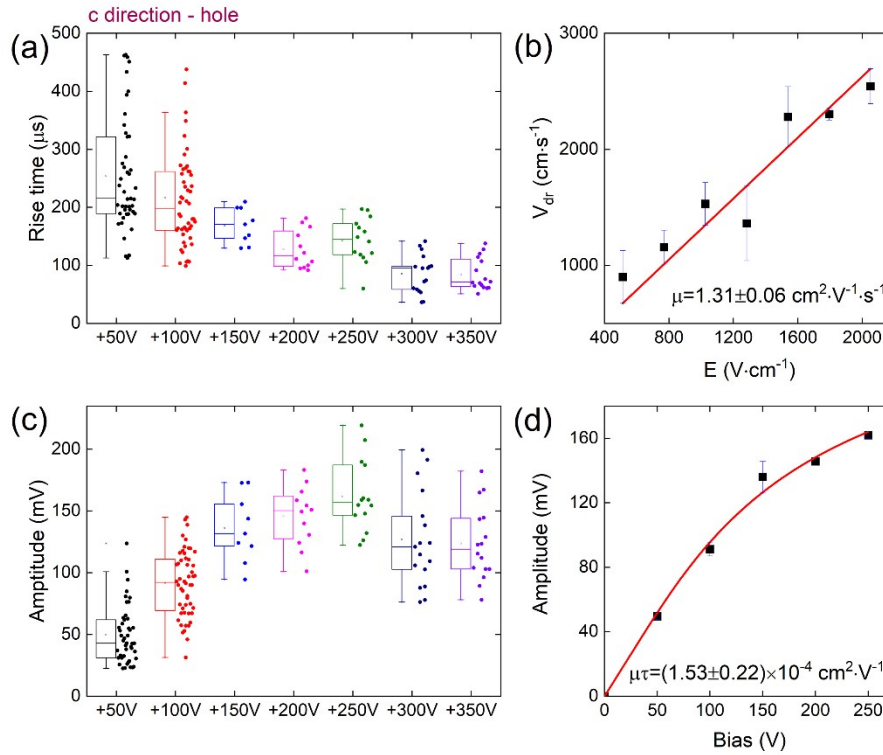 c direction - hole
(a)
Rise time (μs)
500
400
300
200
100
0
+50V +100V +150V +200V +250V +300V +350V
(b)
V_dr (cm·s⁻¹)
3000
2000
1000
μ=1.31±0.06 cm²·V⁻¹·s⁻¹
400 800 1200 1600 2000
E (V·cm⁻¹)
(c)
Amptitude (mV)
200
150
100
50
0
+50V +100V +150V +200V +250V +300V +350V
(d)
Amplitude (mV)
160
120
80
40
0
μτ=(1.53±0.22)×10⁻⁴ cm²·V⁻¹
0 50 100 150 200 250
Bias (V)